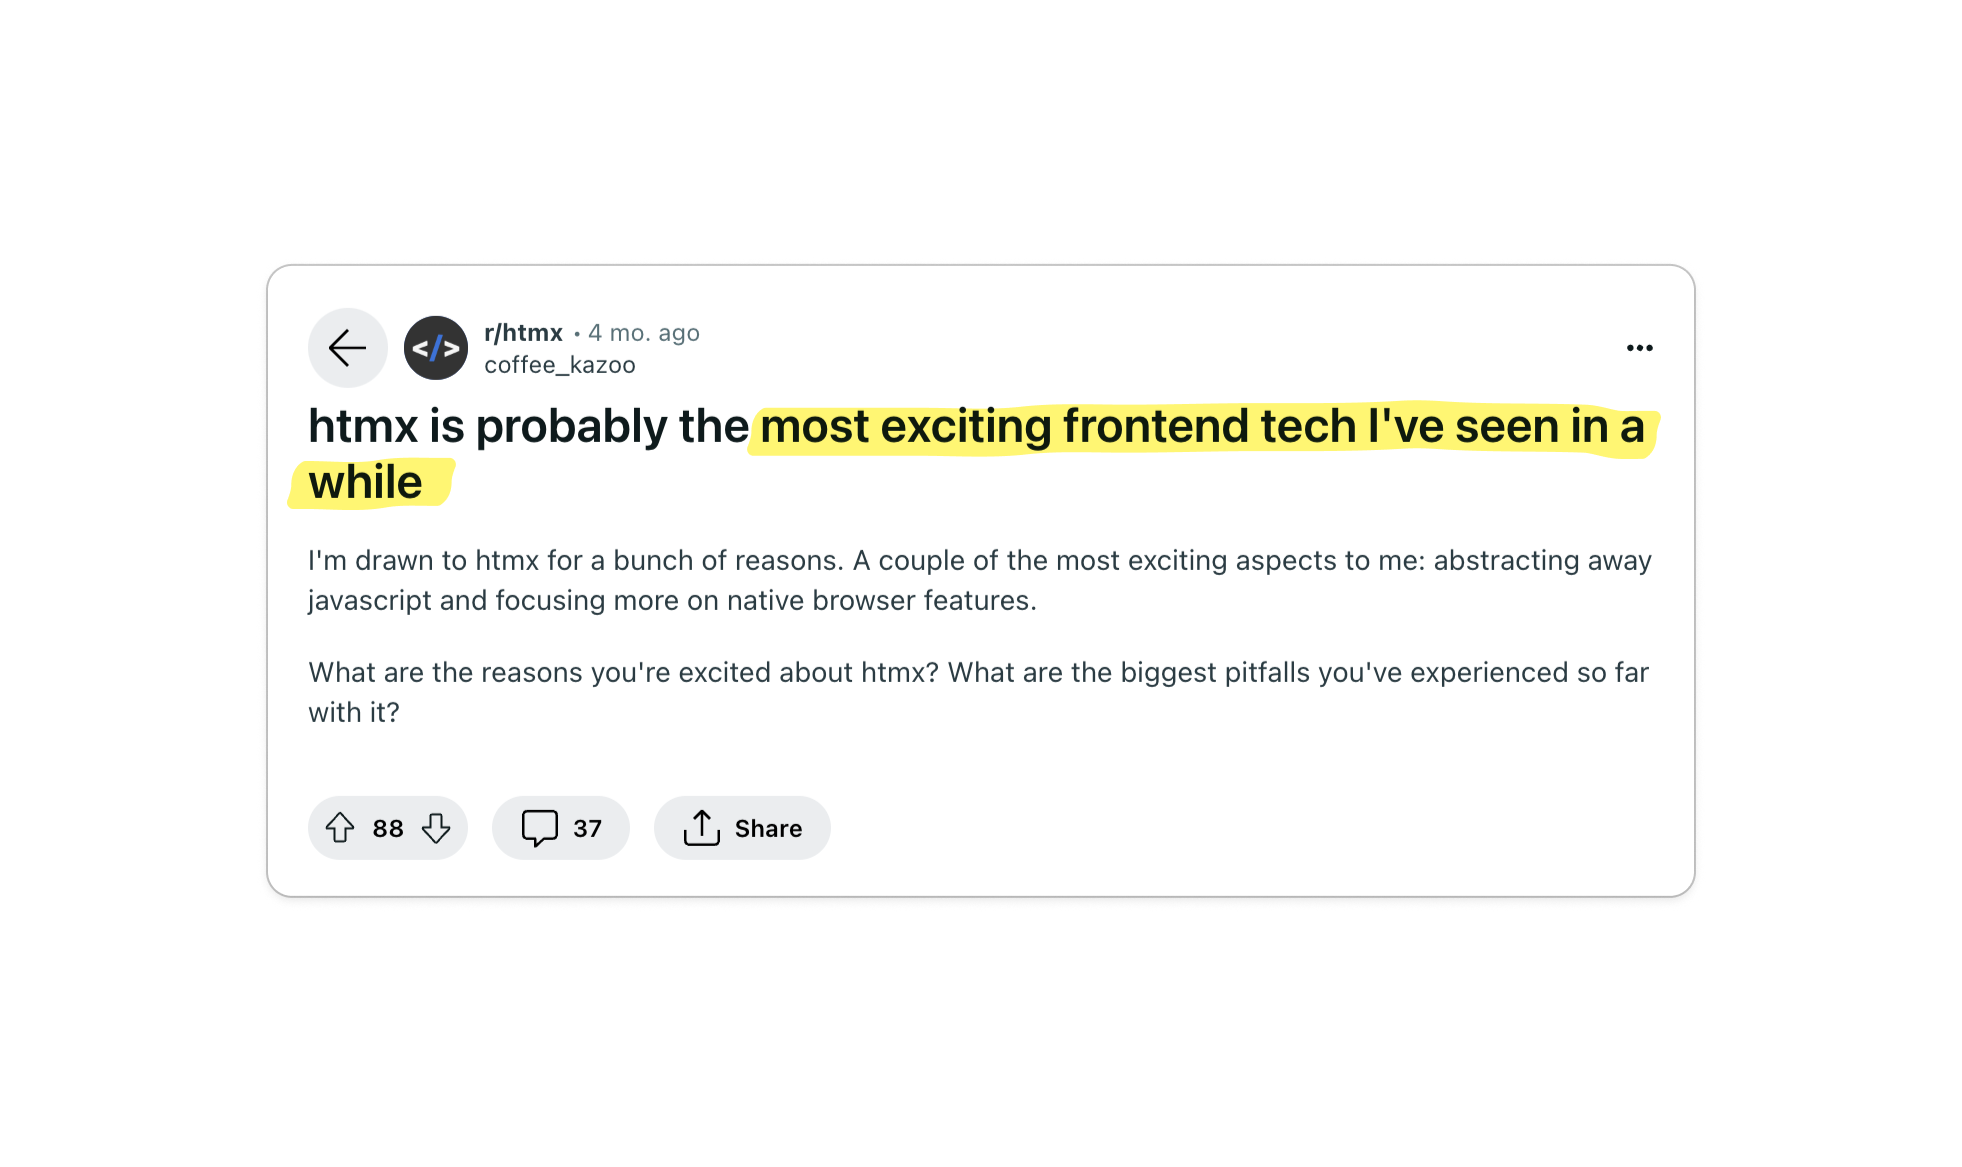 </>
r/htmx • 4 mo. ago
coffee_kazoo
htmx is probably the most exciting frontend tech I've seen in a
while
I'm drawn to htmx for a bunch of reasons. A couple of the most exciting aspects to me: abstracting away
javascript and focusing more on native browser features.
What are the reasons you're excited about htmx? What are the biggest pitfalls you've experienced so far
with it?
88
37
Share